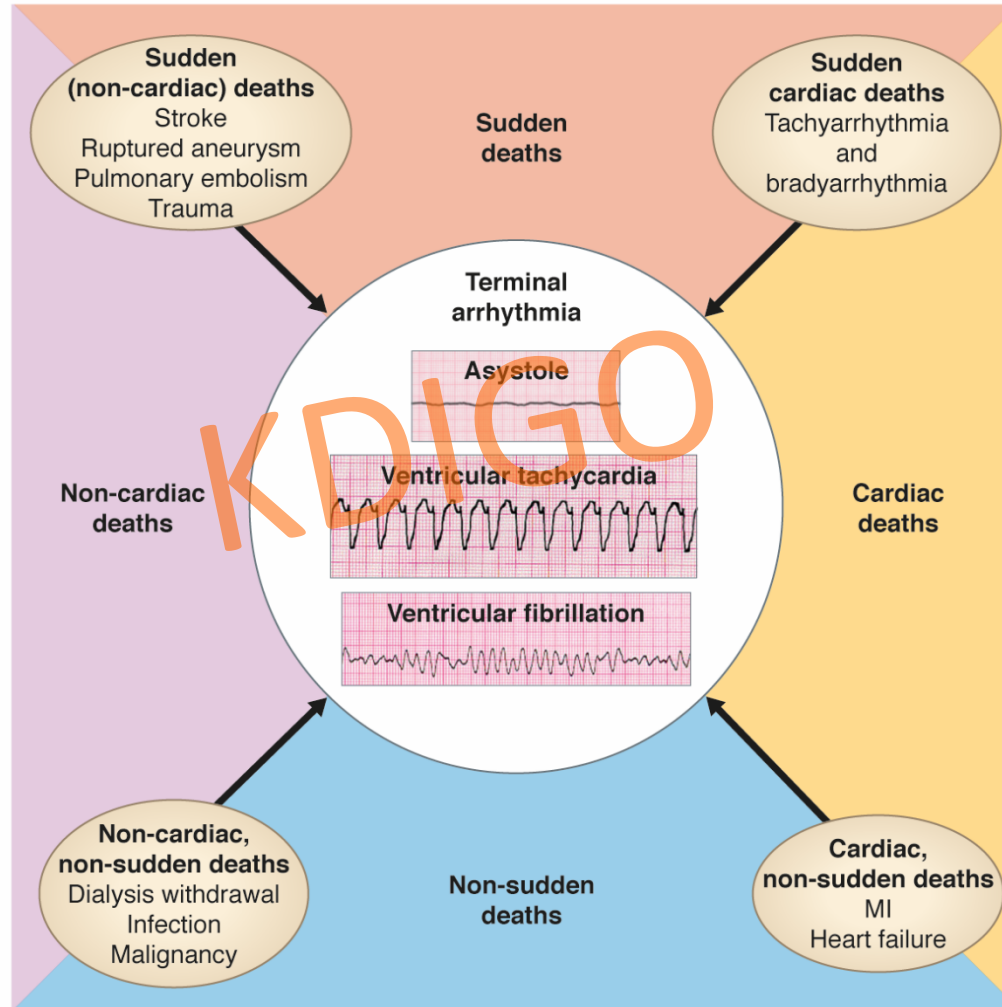 Sudden
(non-cardiac) deaths
Stroke
Ruptured aneurysm
Pulmonary embolism
Trauma
Sudden
deaths
Sudden
cardiac deaths
Tachyarrhythmia
and
bradyarrhythmia
Terminal
arrhythmia
Asystole
KDIGO
Ventricular tachycardia
Non-cardiac
deaths
Cardiac
deaths
Ventricular fibrillation
Non-cardiac,
non-sudden deaths
Dialysis withdrawal
Infection
Malignancy
Non-sudden
deaths
Cardiac,
non-sudden deaths
MI
Heart failure